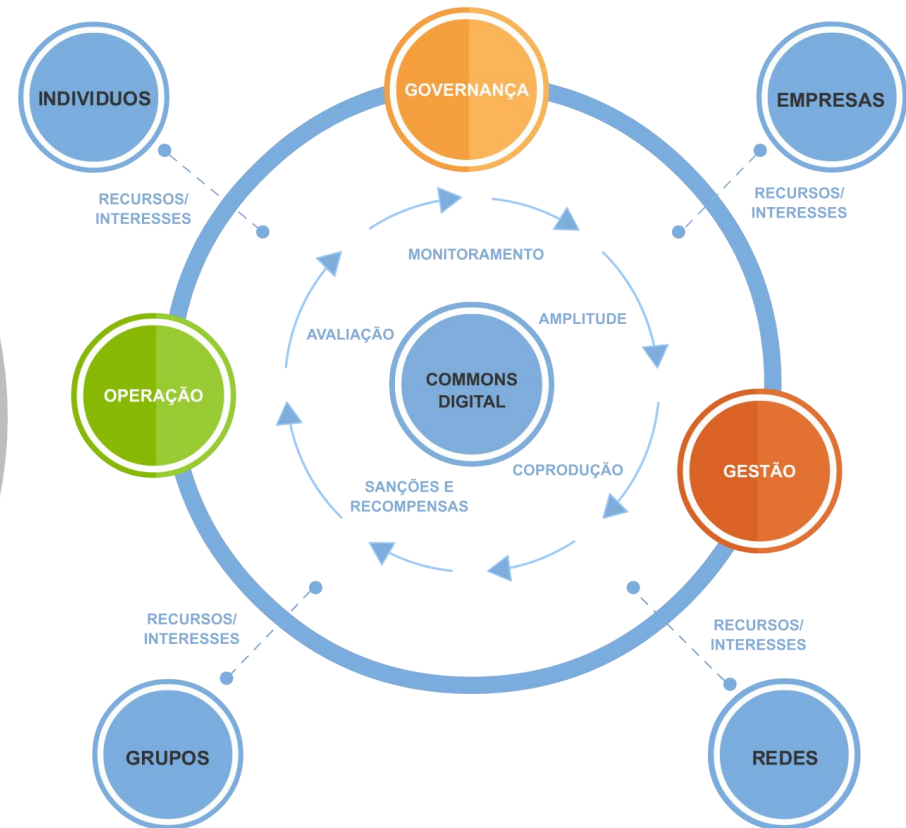 INDIVIDUOS
GOVERNANÇA
EMPRESAS
RECURSOS/
INTERESSES
RECURSOS/
INTERESSES
MONITORAMENTO
AVALIAÇÃO
AMPLITUDE
COMMONS
DIGITAL
OPERAÇÃO
GESTÃO
COPRODUÇÃO
SANÇÕES E
RECOMPENSAS
RECURSOS/
INTERESSES
RECURSOS/
INTERESSES
GRUPOS
REDES